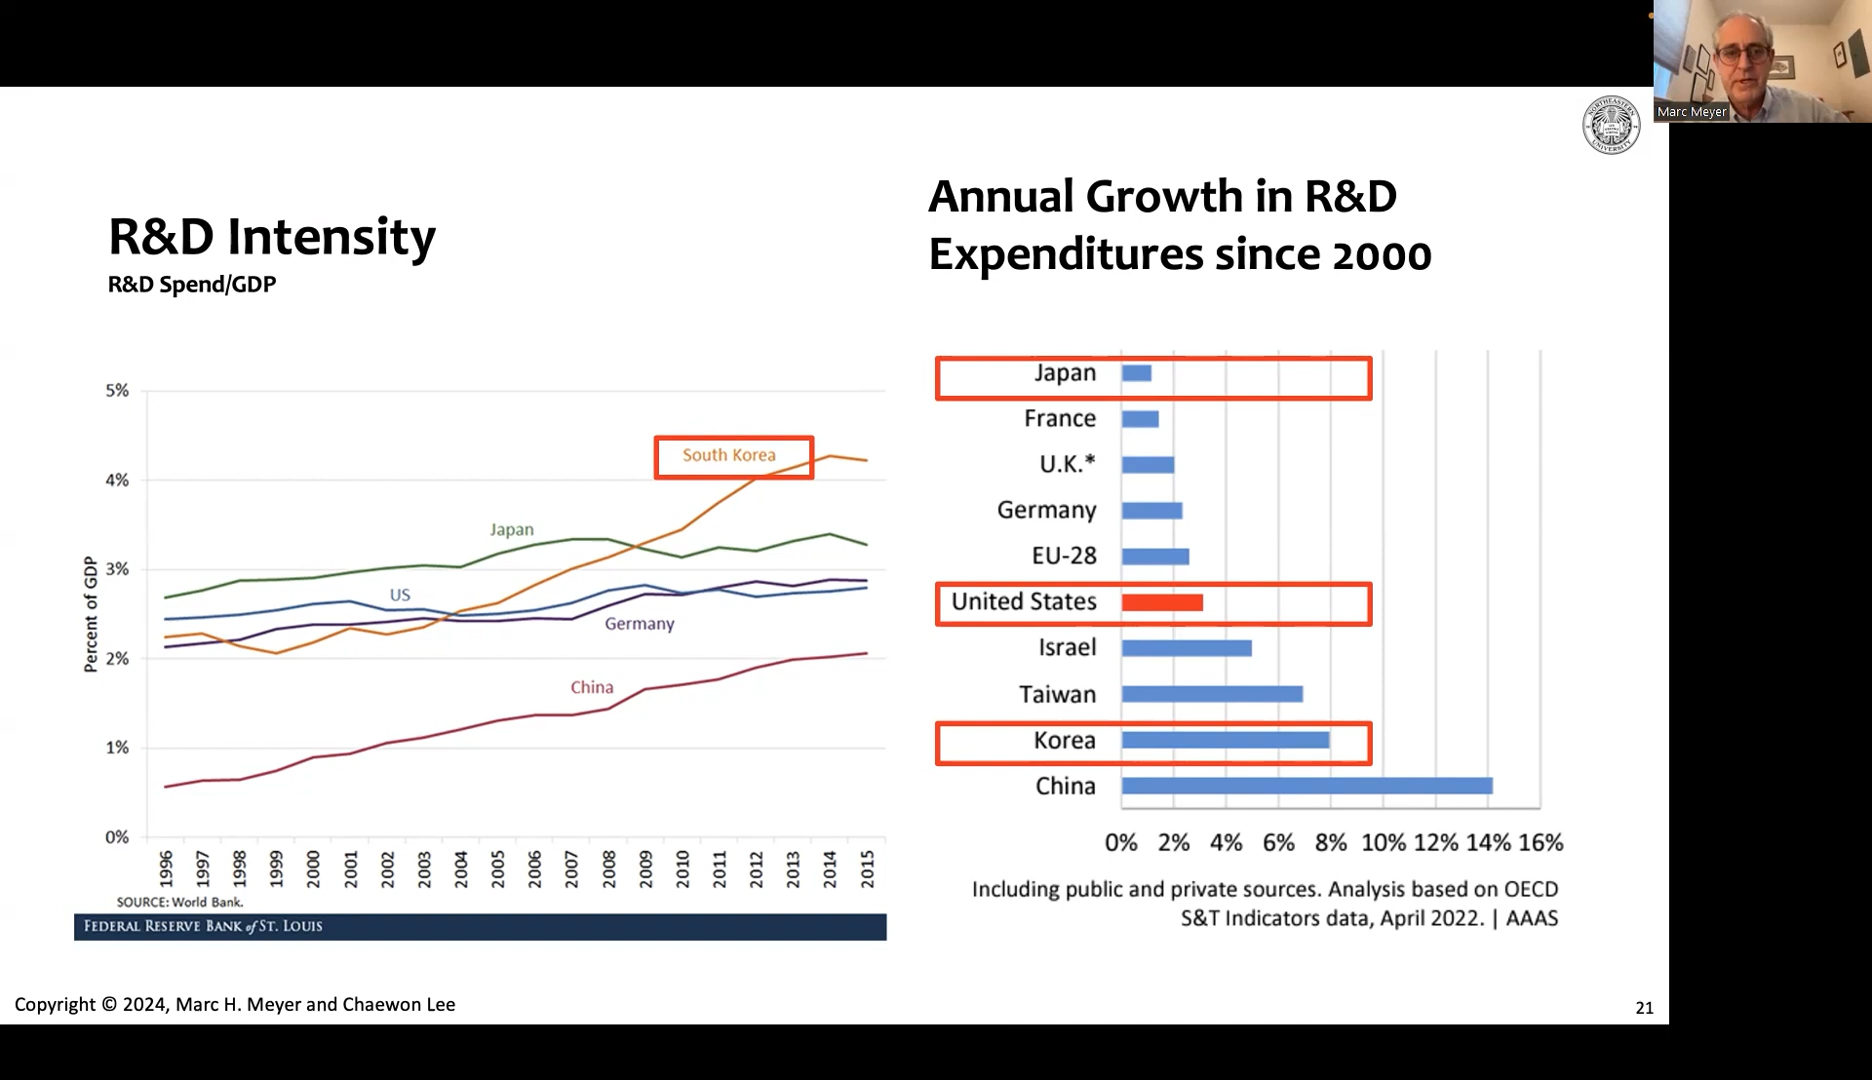 Marc Meyer
NORTHEASTERN
UNIVERSITY
R&D Intensity
R&D Spend/GDP
5%
4%
3%
2%
1%
0%
Percent of GDP
South Korea
Japan
US
Germany
China
1996 1997 1998 1999 2000 2001 2002 2003 2004 2005 2006 2007 2008 2009 2010 2011 2012 2013 2014 2015
SOURCE: World Bank.
FEDERAL RESERVE BANK of ST. LOUIS
Annual Growth in R&D
Expenditures since 2000
Japan
France
U.K.*
Germany
EU-28
United States
Israel
Taiwan
Korea
China
0% 2% 4% 6% 8% 10% 12% 14% 16%
Including public and private sources. Analysis based on OECD
S&T Indicators data, April 2022. | AAAS
Copyright © 2024, Marc H. Meyer and Chaewon Lee
21